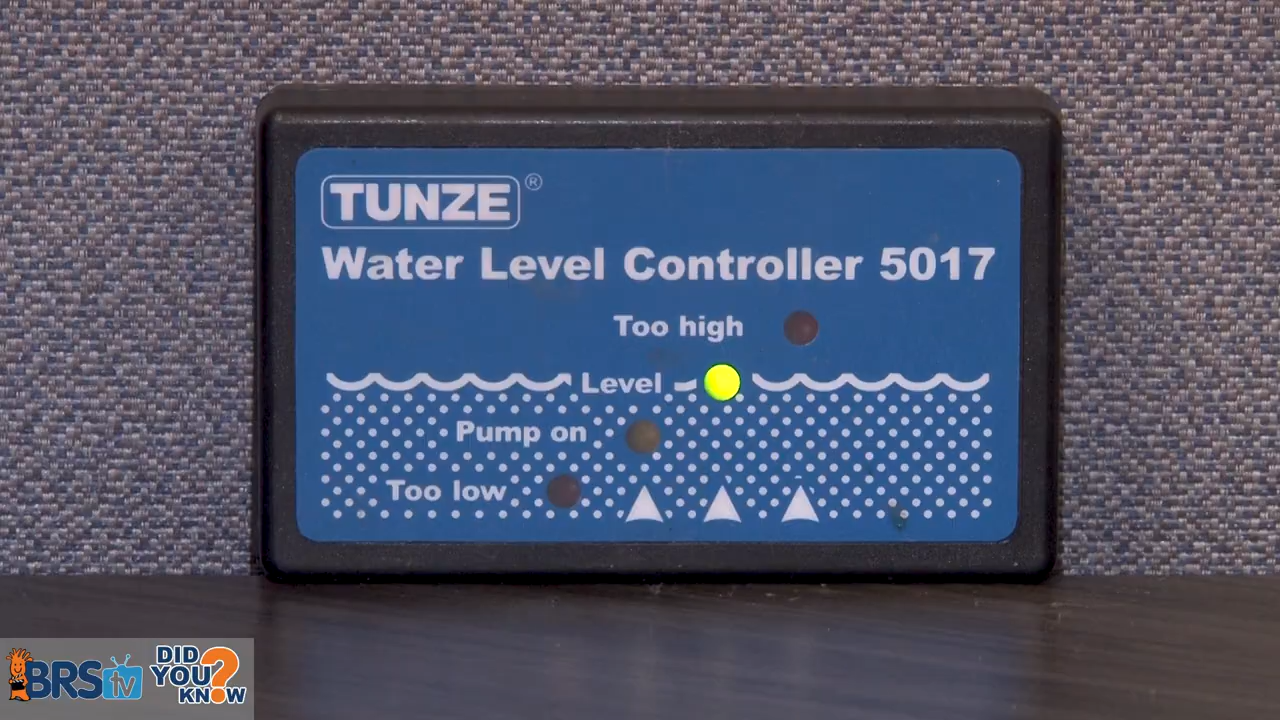 TUNZE®
Water Level Controller 5017
Too high
Level
Pump on
Too low
BRStv
DID YOU KNOW?